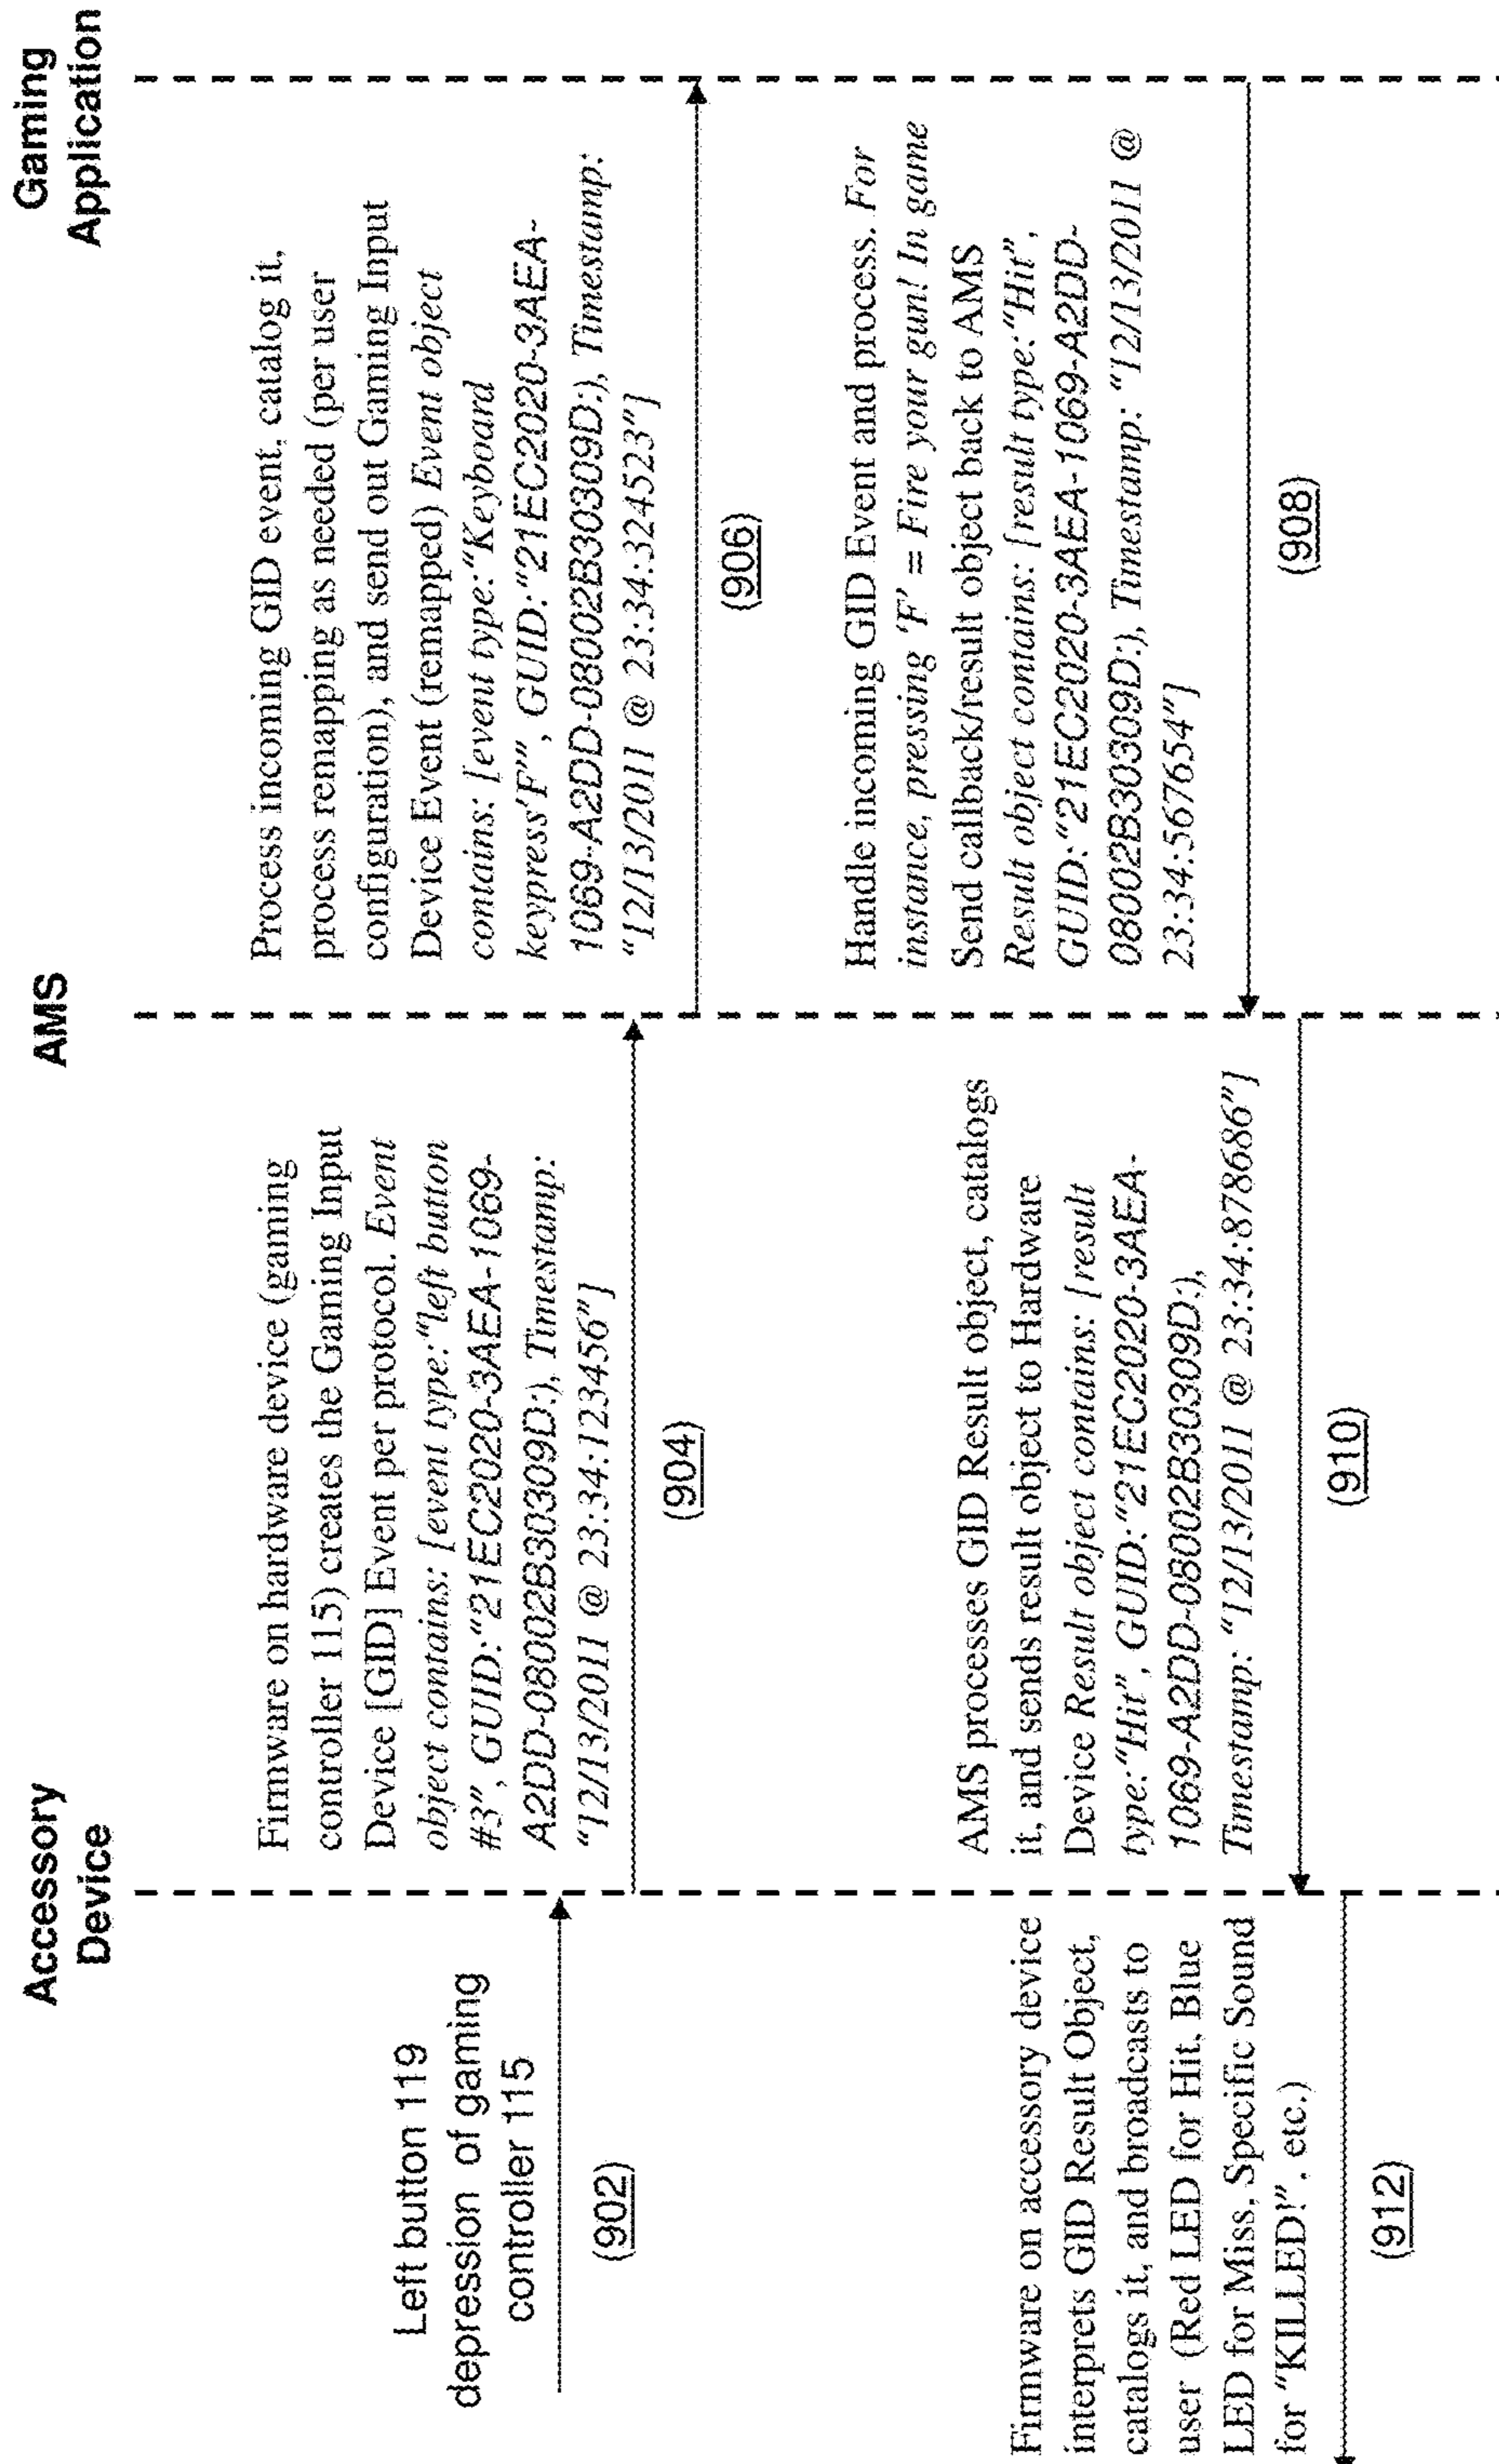 Accessory
Device
AMS
Gaming
Application
Left button 119
depression of gaming
controller 115
(902)
Firmware on hardware device (gaming
controller 115) creates the Gaming Input
Device [GID] Event per protocol. Event
object contains: [event type:"left button
#3", GUID:"21EC2020-3AEA-1069-
A2DD-08002B30309D:), Timestamp:
"12/13/2011 @ 23:34:123456"]
(904)
Process incoming GID event, catalog it,
process remapping as needed (per user
configuration), and send out Gaming Input
Device Event (remapped) Event object
contains: [event type:"Keyboard
keypress'F'", GUID:"21EC2020-3AEA-
1069-A2DD-08002B30309D:), Timestamp:
"12/13/2011 @ 23:34:324523"]
(906)
Handle incoming GID Event and process. For
instance, pressing 'F' = Fire your gun! In game
Send callback/result object back to AMS
Result object contains: [result type:"Hit",
GUID:"21EC2020-3AEA-1069-A2DD-
08002B30309D:), Timestamp: "12/13/2011 @
23:34:567654"]
(908)
AMS processes GID Result object, catalogs
it, and sends result object to Hardware
Device Result object contains: [result
type:"Hit", GUID:"21EC2020-3AEA-
1069-A2DD-08002B30309D:),
Timestamp: "12/13/2011 @ 23:34:878686"]
(910)
Firmware on accessory device
interprets GID Result Object,
catalogs it, and broadcasts to
user (Red LED for Hit, Blue
LED for Miss, Specific Sound
for "KILLED!", etc.)
(912)